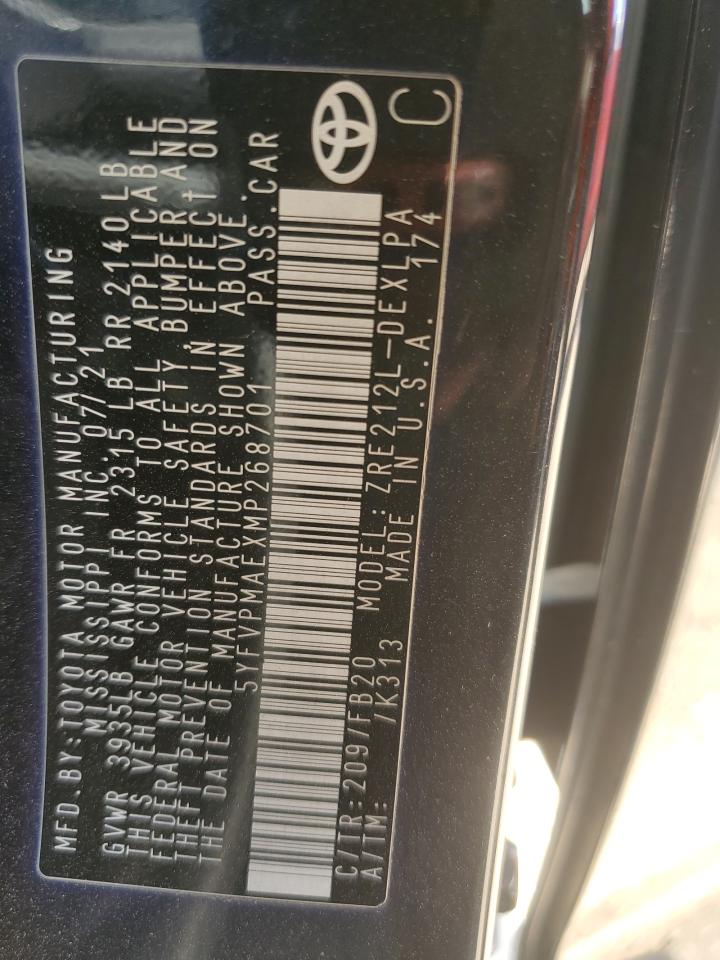 MFD.BY:TOYOTA MOTOR MANUFACTURING
MISSISSIPPI INC. 07/21
GVWR 3935LB GAWR FR 2315 LB RR 2140LB
THIS VEHICLE CONFORMS TO ALL APPLICABLE
FEDERAL MOTOR VEHICLE SAFETY,BUMPER,AND
THEFT PREVENTION STANDARDS IN EFFECT ON
THE DATE OF MANUFACTURE SHOWN ABOVE.
5YFVPMAEXMP268701 PASS.CAR
C/TR:209/FB20 MODEL:ZRE212L-DEXLPA
A/TM: /K313 MADE IN U.S.A. 174
C